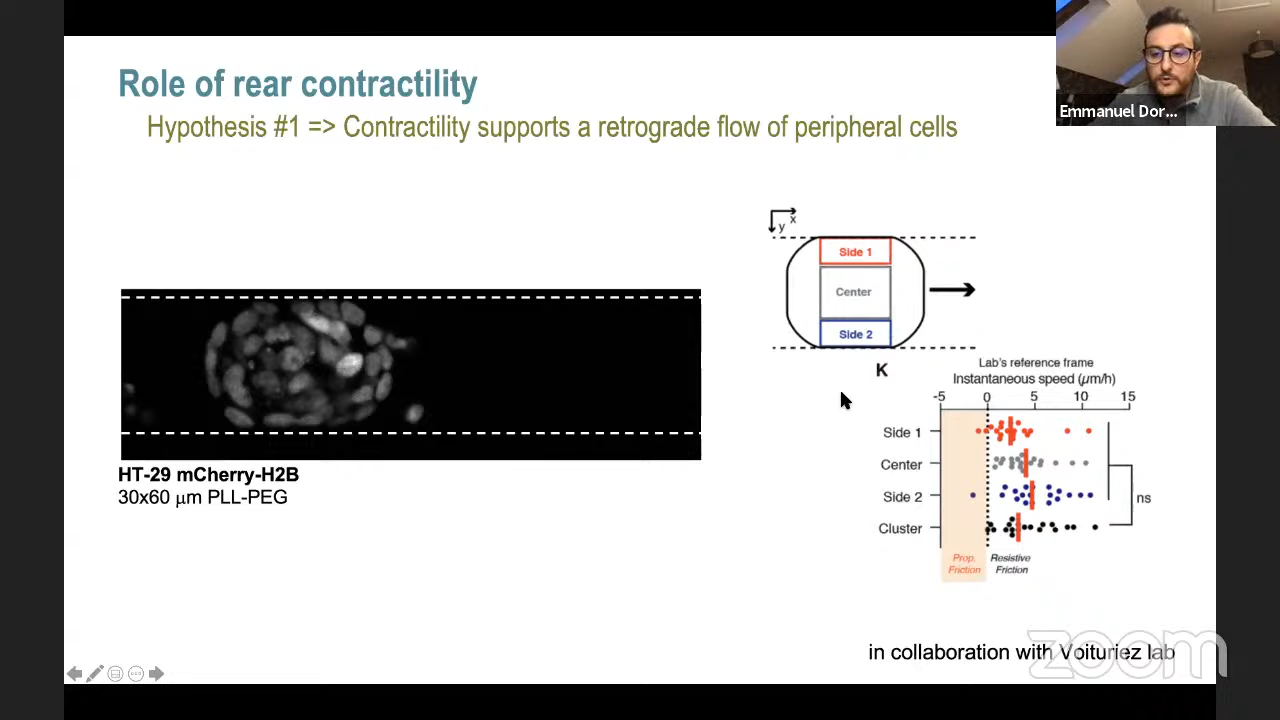 Role of rear contractility
Hypothesis #1 => Contractility supports a retrograde flow of peripheral cells
Emmanuel Dor...
x
y
Side 1
Center
Side 2
K
Lab's reference frame
Instantaneous speed (µm/h)
-5 0 5 10 15
Side 1
Center
Side 2
Cluster
ns
Prop. Friction
Resistive Friction
HT-29 mCherry-H2B
30x60 µm PLL-PEG
in collaboration with Voituriez lab
zoom